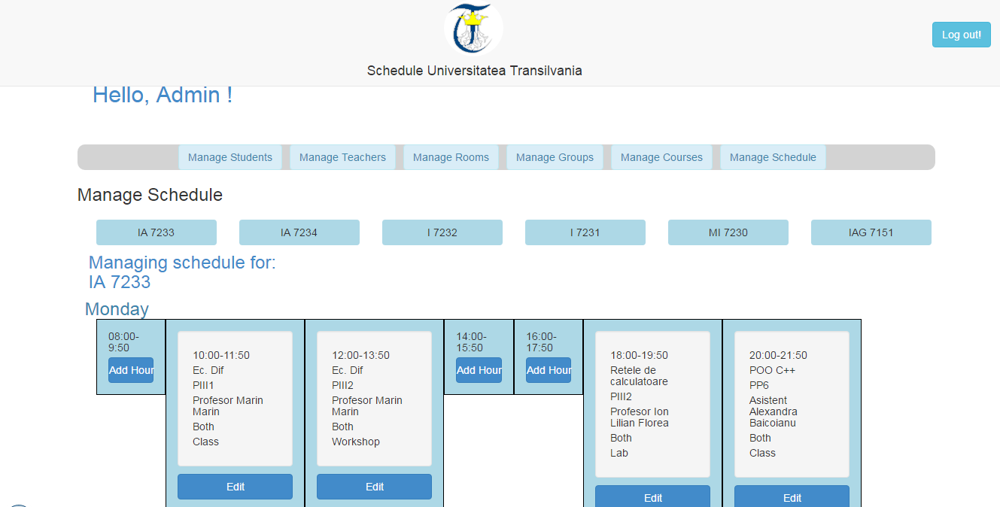 Log out!
Schedule Universitatea Transilvania
Hello, Admin !
Manage Students
Manage Teachers
Manage Rooms
Manage Groups
Manage Courses
Manage Schedule
Manage Schedule
IA 7233
IA 7234
I 7232
I 7231
MI 7230
IAG 7151
Managing schedule for:
IA 7233
Monday
08:00-
9:50
Add Hour
10:00-11:50
Ec. Dif
PIII1
Profesor Marin
Marin
Both
Class
Edit
12:00-13:50
Ec. Dif
PIII2
Profesor Marin
Marin
Both
Workshop
Edit
14:00-
15:50
Add Hour
16:00-
17:50
Add Hour
18:00-19:50
Retele de
calculatoare
PIII2
Profesor Ion
Lilian Florea
Both
Lab
Edit
20:00-21:50
POO C++
PP6
Asistent
Alexandra
Baicoianu
Both
Class
Edit